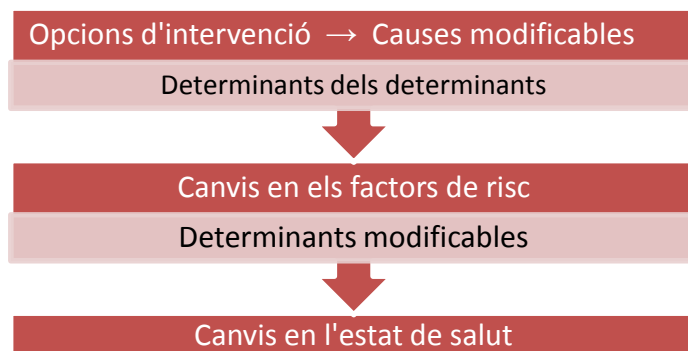 Opcions d'intervenció → Causes modificables
Determinants dels determinants
Canvis en els factors de risc
Determinants modificables
Canvis en l'estat de salut